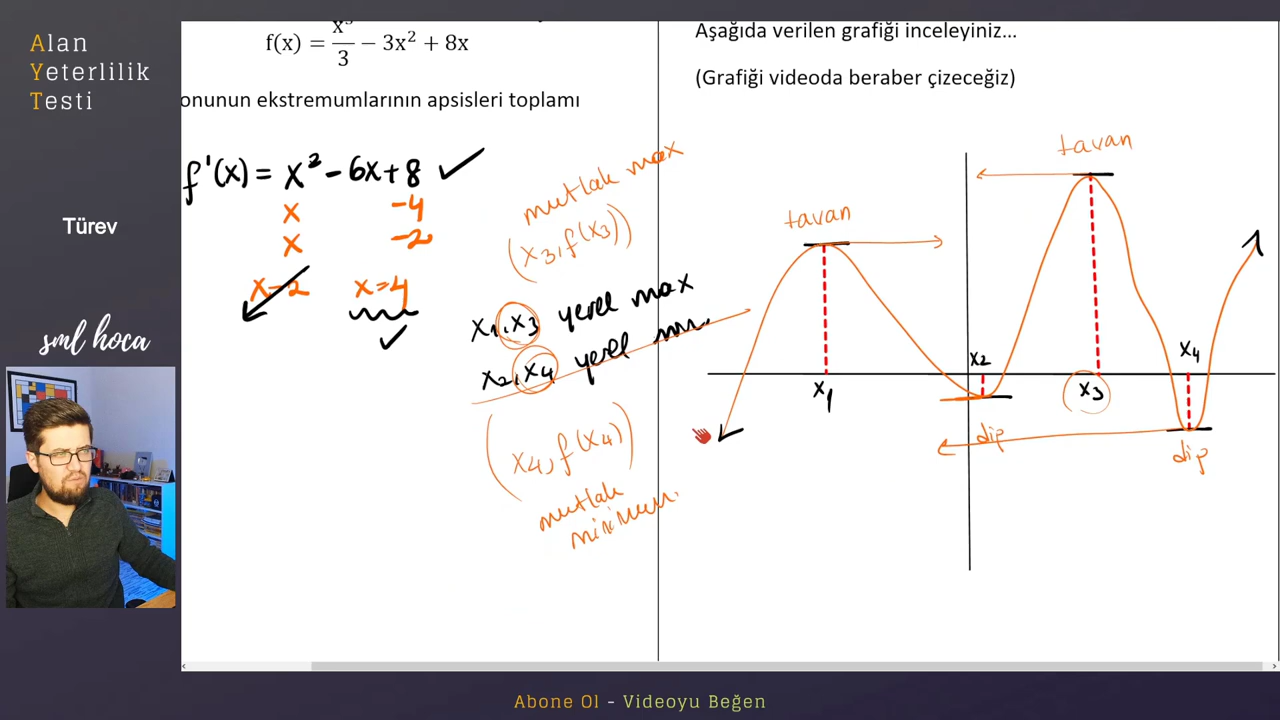 Alan
Yeterlilik
Testi
Türev
sml hoca
f(x) = x³/3 − 3x² + 8x
onunun ekstremumlarının apsisleri toplamı
f'(x) = x² - 6x + 8
x -4
x -2
x=2 x=4
mutlak max
(x3, f(x3))
x1, x3 yerel max
x2, x4 yerel
(x4, f(x4))
mutlak
minimum.
Aşağıda verilen grafiği inceleyiniz...
(Grafiği videoda beraber çizeceğiz)
tavan
tavan
x1
x2
x3
x4
dip
dip
Abone Ol - Videoyu Beğen